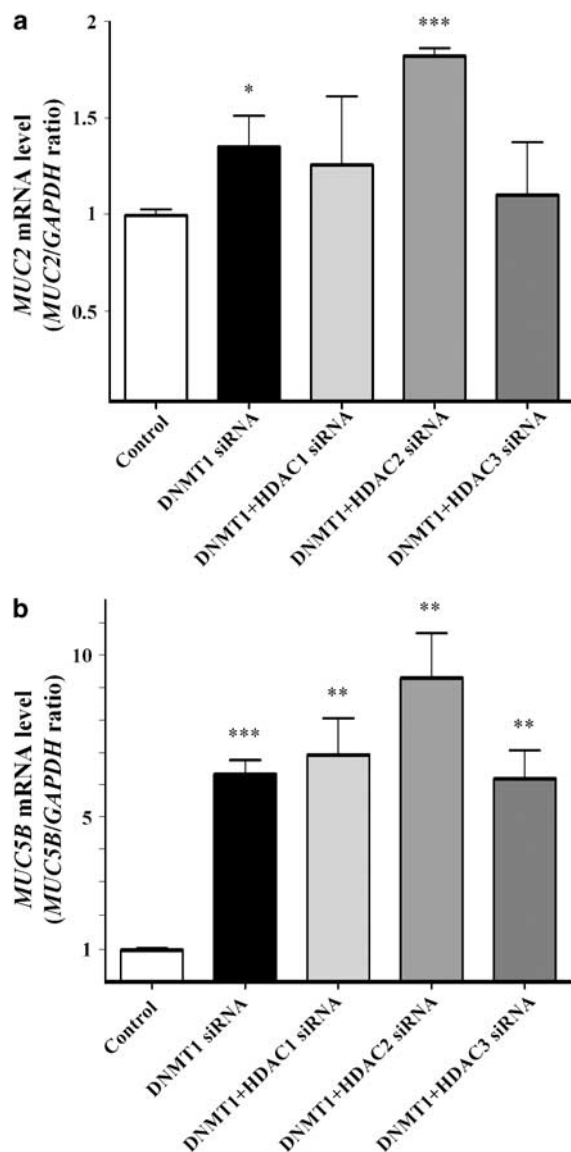 a
MUC2 mRNA level
(MUC2/GAPDH ratio)
2
1.5
1
0.5
*
***
Control
DNMT1 siRNA
DNMT1+HDAC1 siRNA
DNMT1+HDAC2 siRNA
DNMT1+HDAC3 siRNA
b
MUC5B mRNA level
(MUC5B/GAPDH ratio)
10
5
1
***
**
**
**
Control
DNMT1 siRNA
DNMT1+HDAC1 siRNA
DNMT1+HDAC2 siRNA
DNMT1+HDAC3 siRNA